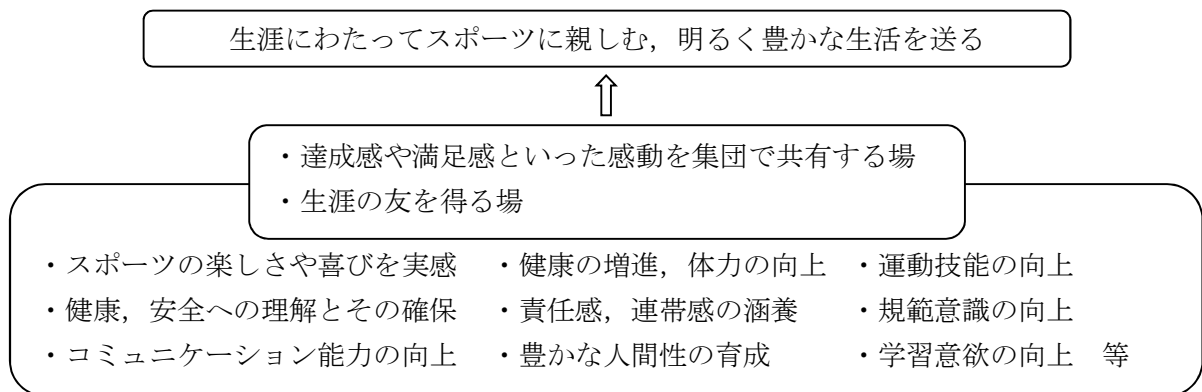 生涯にわたってスポーツに親しむ，明るく豊かな生活を送る
・達成感や満足感といった感動を集団で共有する場
・生涯の友を得る場
・スポーツの楽しさや喜びを実感 ・健康の増進，体力の向上 ・運動技能の向上
・健康，安全への理解とその確保 ・責任感，連帯感の涵養 ・規範意識の向上
・コミュニケーション能力の向上 ・豊かな人間性の育成 ・学習意欲の向上　等